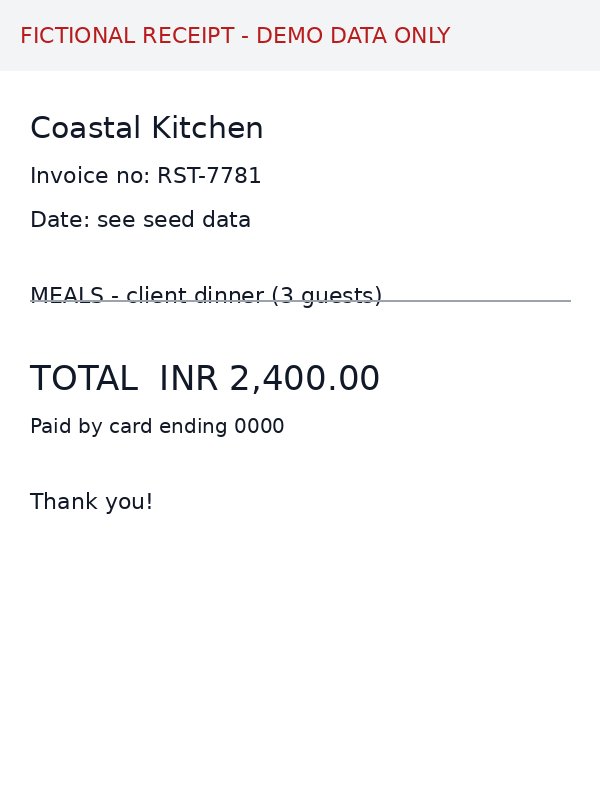 FICTIONAL RECEIPT - DEMO DATA ONLY
Coastal Kitchen
Invoice no: RST-7781
Date: see seed data
MEALS - client dinner (3 guests)
TOTAL  INR 2,400.00
Paid by card ending 0000
Thank you!